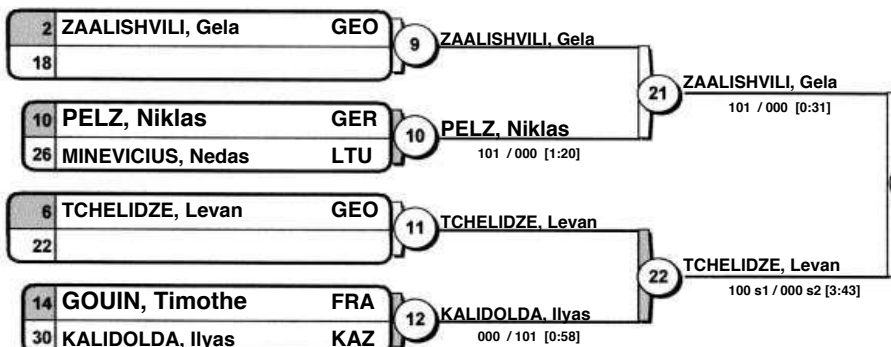 2 ZAALISHVILI, Gela GEO
18
9 ZAALISHVILI, Gela
21 ZAALISHVILI, Gela
101 / 000 [0:31]
10 PELZ, Niklas GER
26 MINEVICIUS, Nedas LTU
10 PELZ, Niklas
101 / 000 [1:20]
6 TCHELIDZE, Levan GEO
22
11 TCHELIDZE, Levan
22 TCHELIDZE, Levan
100 s1 / 000 s2 [3:43]
14 GOUIN, Timothe FRA
30 KALIDOLDA, Ilyas KAZ
12 KALIDOLDA, Ilyas
000 / 101 [0:58]